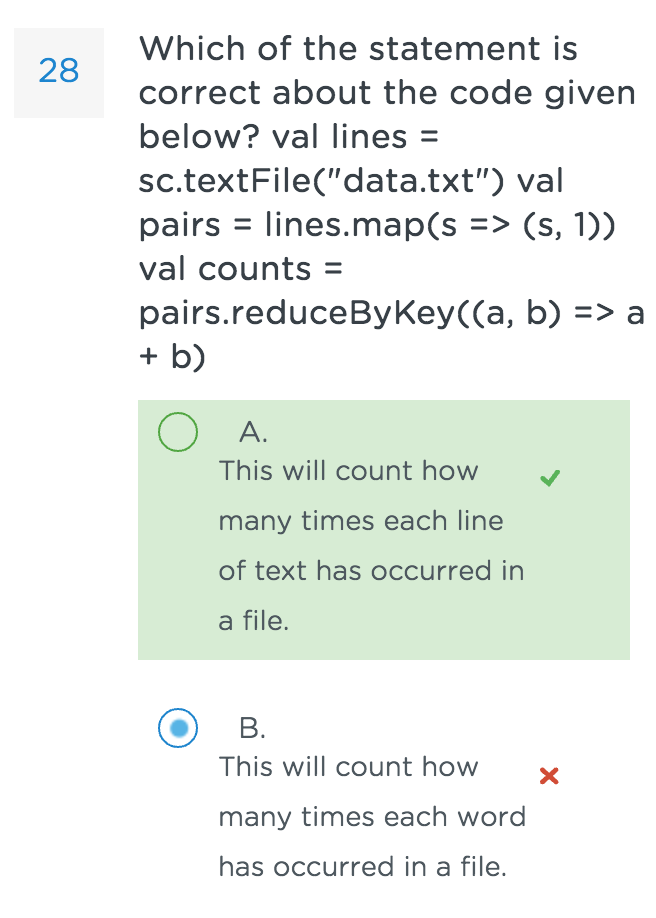 28
Which of the statement is
correct about the code given
below? val lines =
sc.textFile("data.txt") val
pairs = lines.map(s => (s, 1))
val counts =
pairs.reduceByKey((a, b) => a
+ b)
A.
This will count how
many times each line
of text has occurred in
a file.
B.
This will count how
many times each word
has occurred in a file.